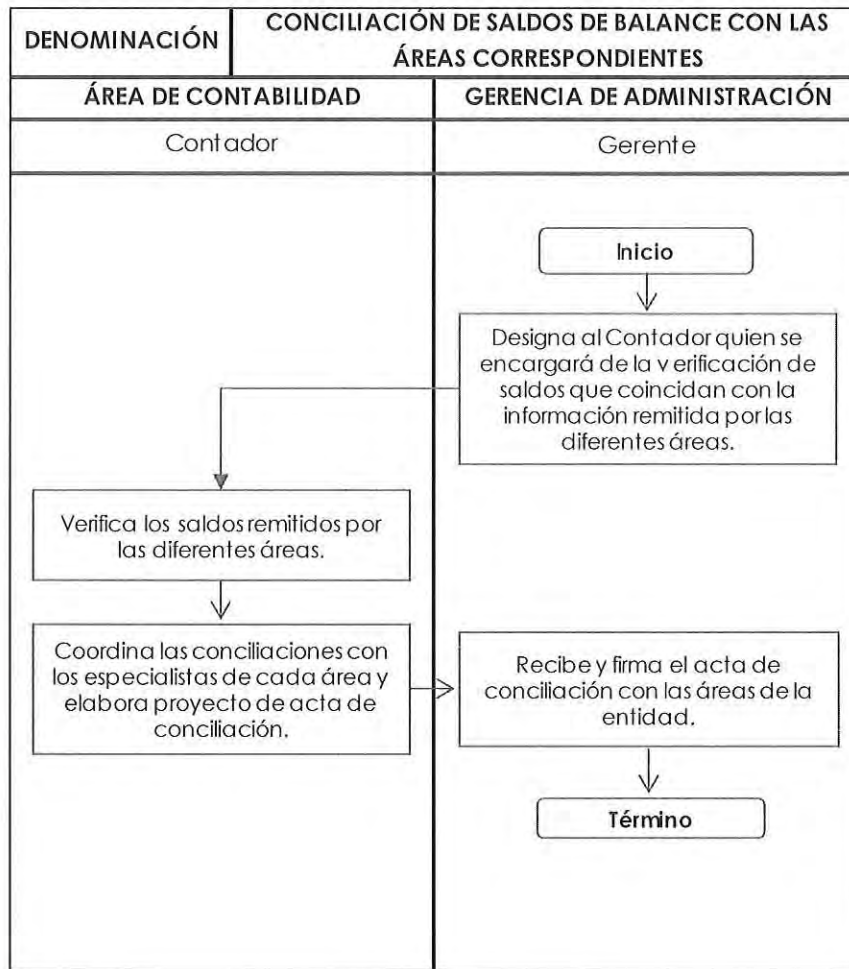 DENOMINACIÓN
CONCILIACIÓN DE SALDOS DE BALANCE CON LAS
ÁREAS CORRESPONDIENTES
ÁREA DE CONTABILIDAD
GERENCIA DE ADMINISTRACIÓN
Contador
Gerente
Inicio
Designa al Contador quien se
encargará de la v erificación de
saldos que coincidan con la
información remitida por las
diferentes áreas.
Verifica los saldos remitidos por
las diferentes áreas.
Coordina las conciliaciones con
los especialistas de cada área y
elabora proyecto de acta de
conciliación.
Recibe y firma el acta de
conciliación con las áreas de la
entidad.
Término